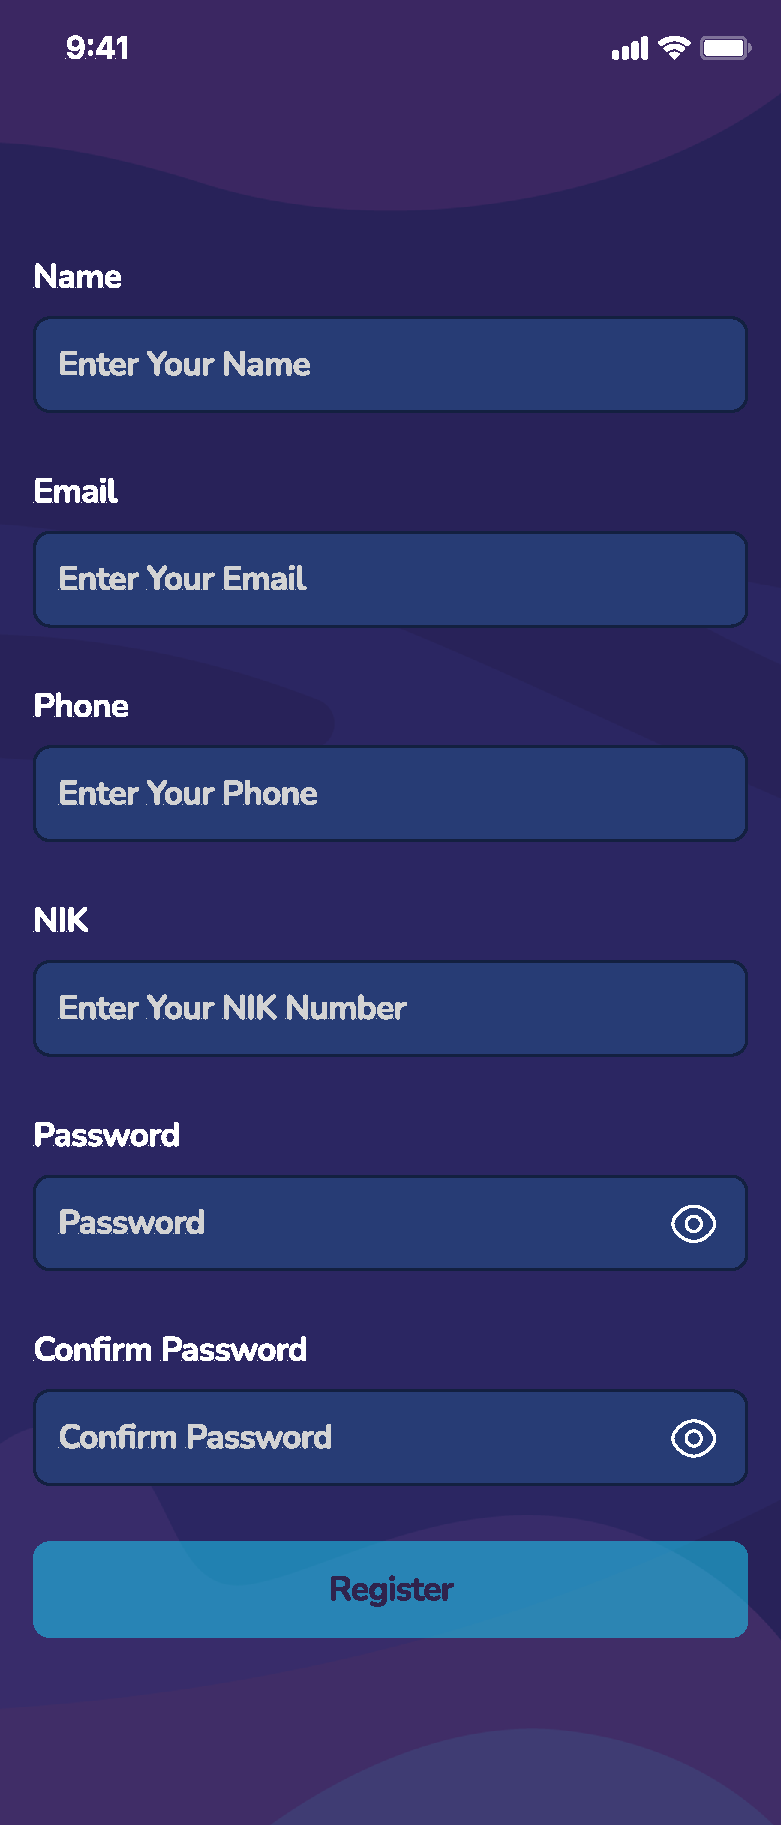 9:41
Name
Enter Your Name
Email
Enter Your Email
Phone
Enter Your Phone
NIK
Enter Your NIK Number
Password
Password
Confirm Password
Confirm Password
Register